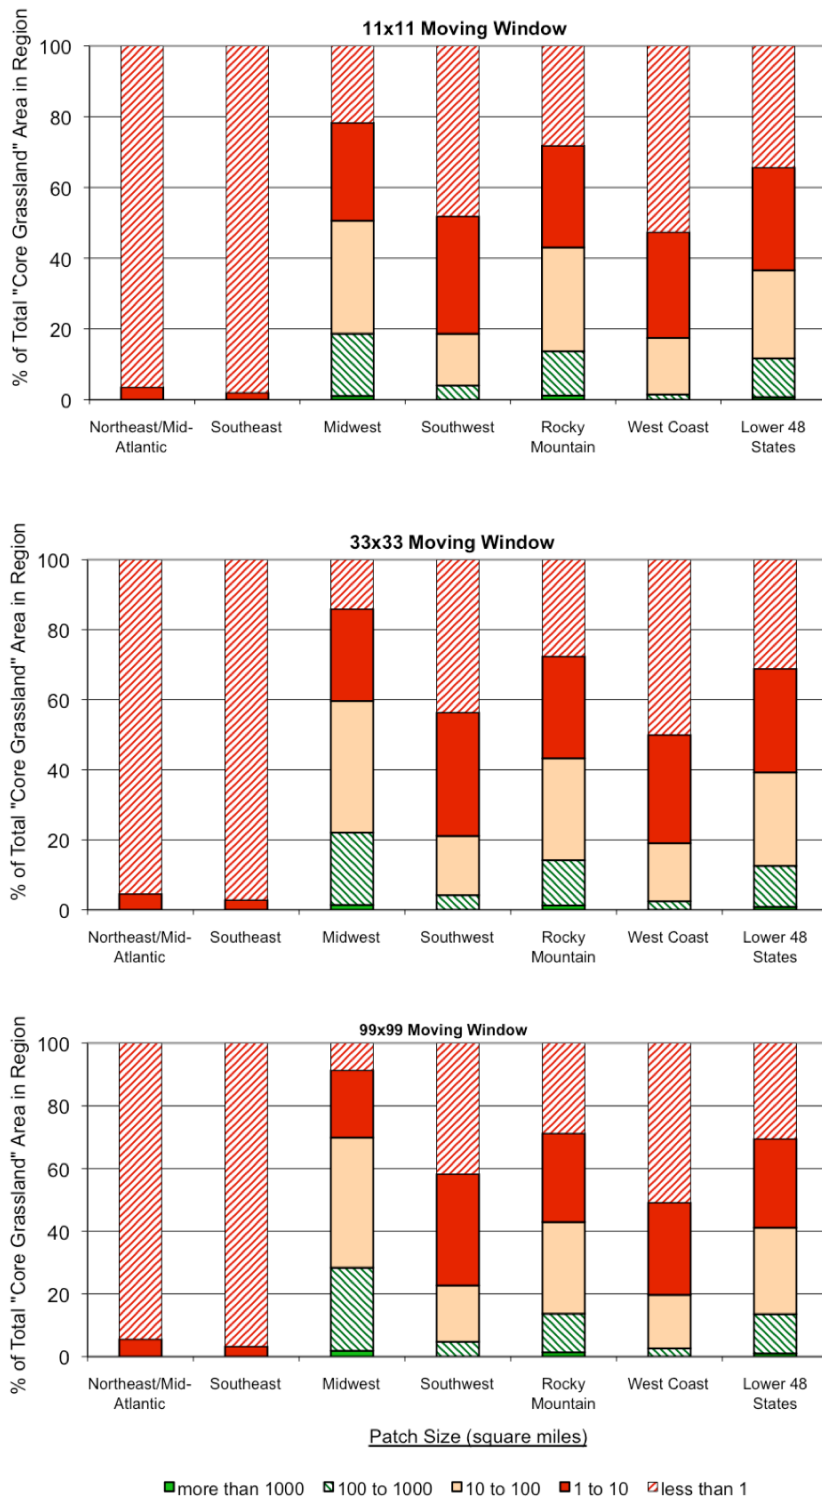 11x11 Moving Window
% of Total "Core Grassland" Area in Region
100
80
60
40
20
0
Northeast/Mid-
Atlantic
Southeast
Midwest
Southwest
Rocky
Mountain
West Coast
Lower 48
States
33x33 Moving Window
% of Total "Core Grassland" Area in Region
100
80
60
40
20
0
Northeast/Mid-
Atlantic
Southeast
Midwest
Southwest
Rocky
Mountain
West Coast
Lower 48
States
99x99 Moving Window
% of Total "Core Grassland" Area in Region
100
80
60
40
20
0
Northeast/Mid-
Atlantic
Southeast
Midwest
Southwest
Rocky
Mountain
West Coast
Lower 48
States
Patch Size (square miles)
more than 1000 100 to 1000 10 to 100 1 to 10 less than 1